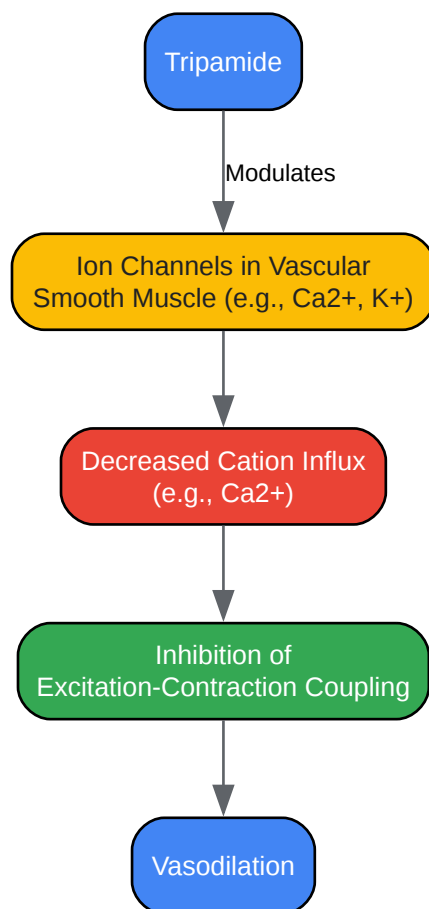 Tripamide
Modulates
Ion Channels in Vascular
Smooth Muscle (e.g., Ca2+, K+)
Decreased Cation Influx
(e.g., Ca2+)
Inhibition of
Excitation-Contraction Coupling
Vasodilation